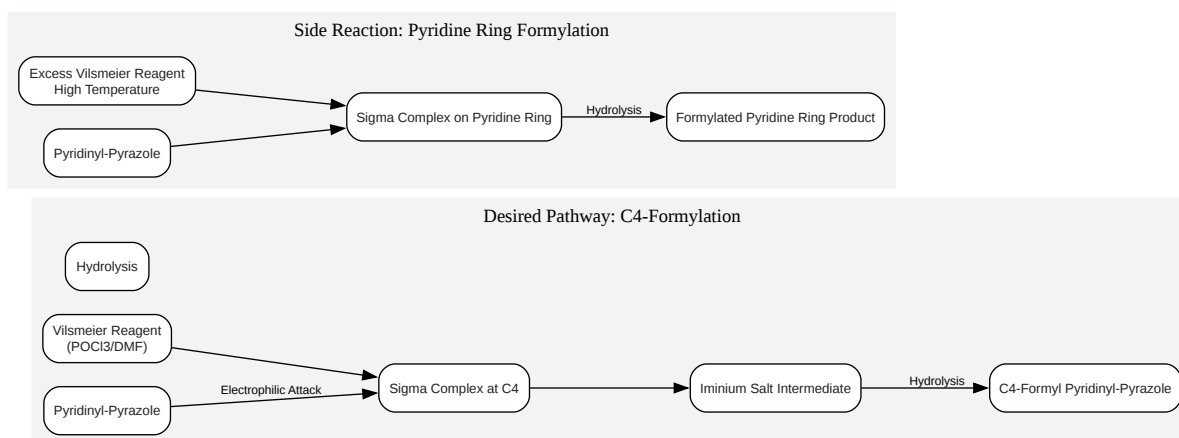 Side Reaction: Pyridine Ring Formylation
Excess Vilsmeier Reagent
High Temperature
Pyridinyl-Pyrazole
Sigma Complex on Pyridine Ring
Hydrolysis
Formylated Pyridine Ring Product
Desired Pathway: C4-Formylation
Hydrolysis
Vilsmeier Reagent
(POCl3/DMF)
Pyridinyl-Pyrazole
Electrophilic Attack
Sigma Complex at C4
Iminium Salt Intermediate
Hydrolysis
C4-Formyl Pyridinyl-Pyrazole